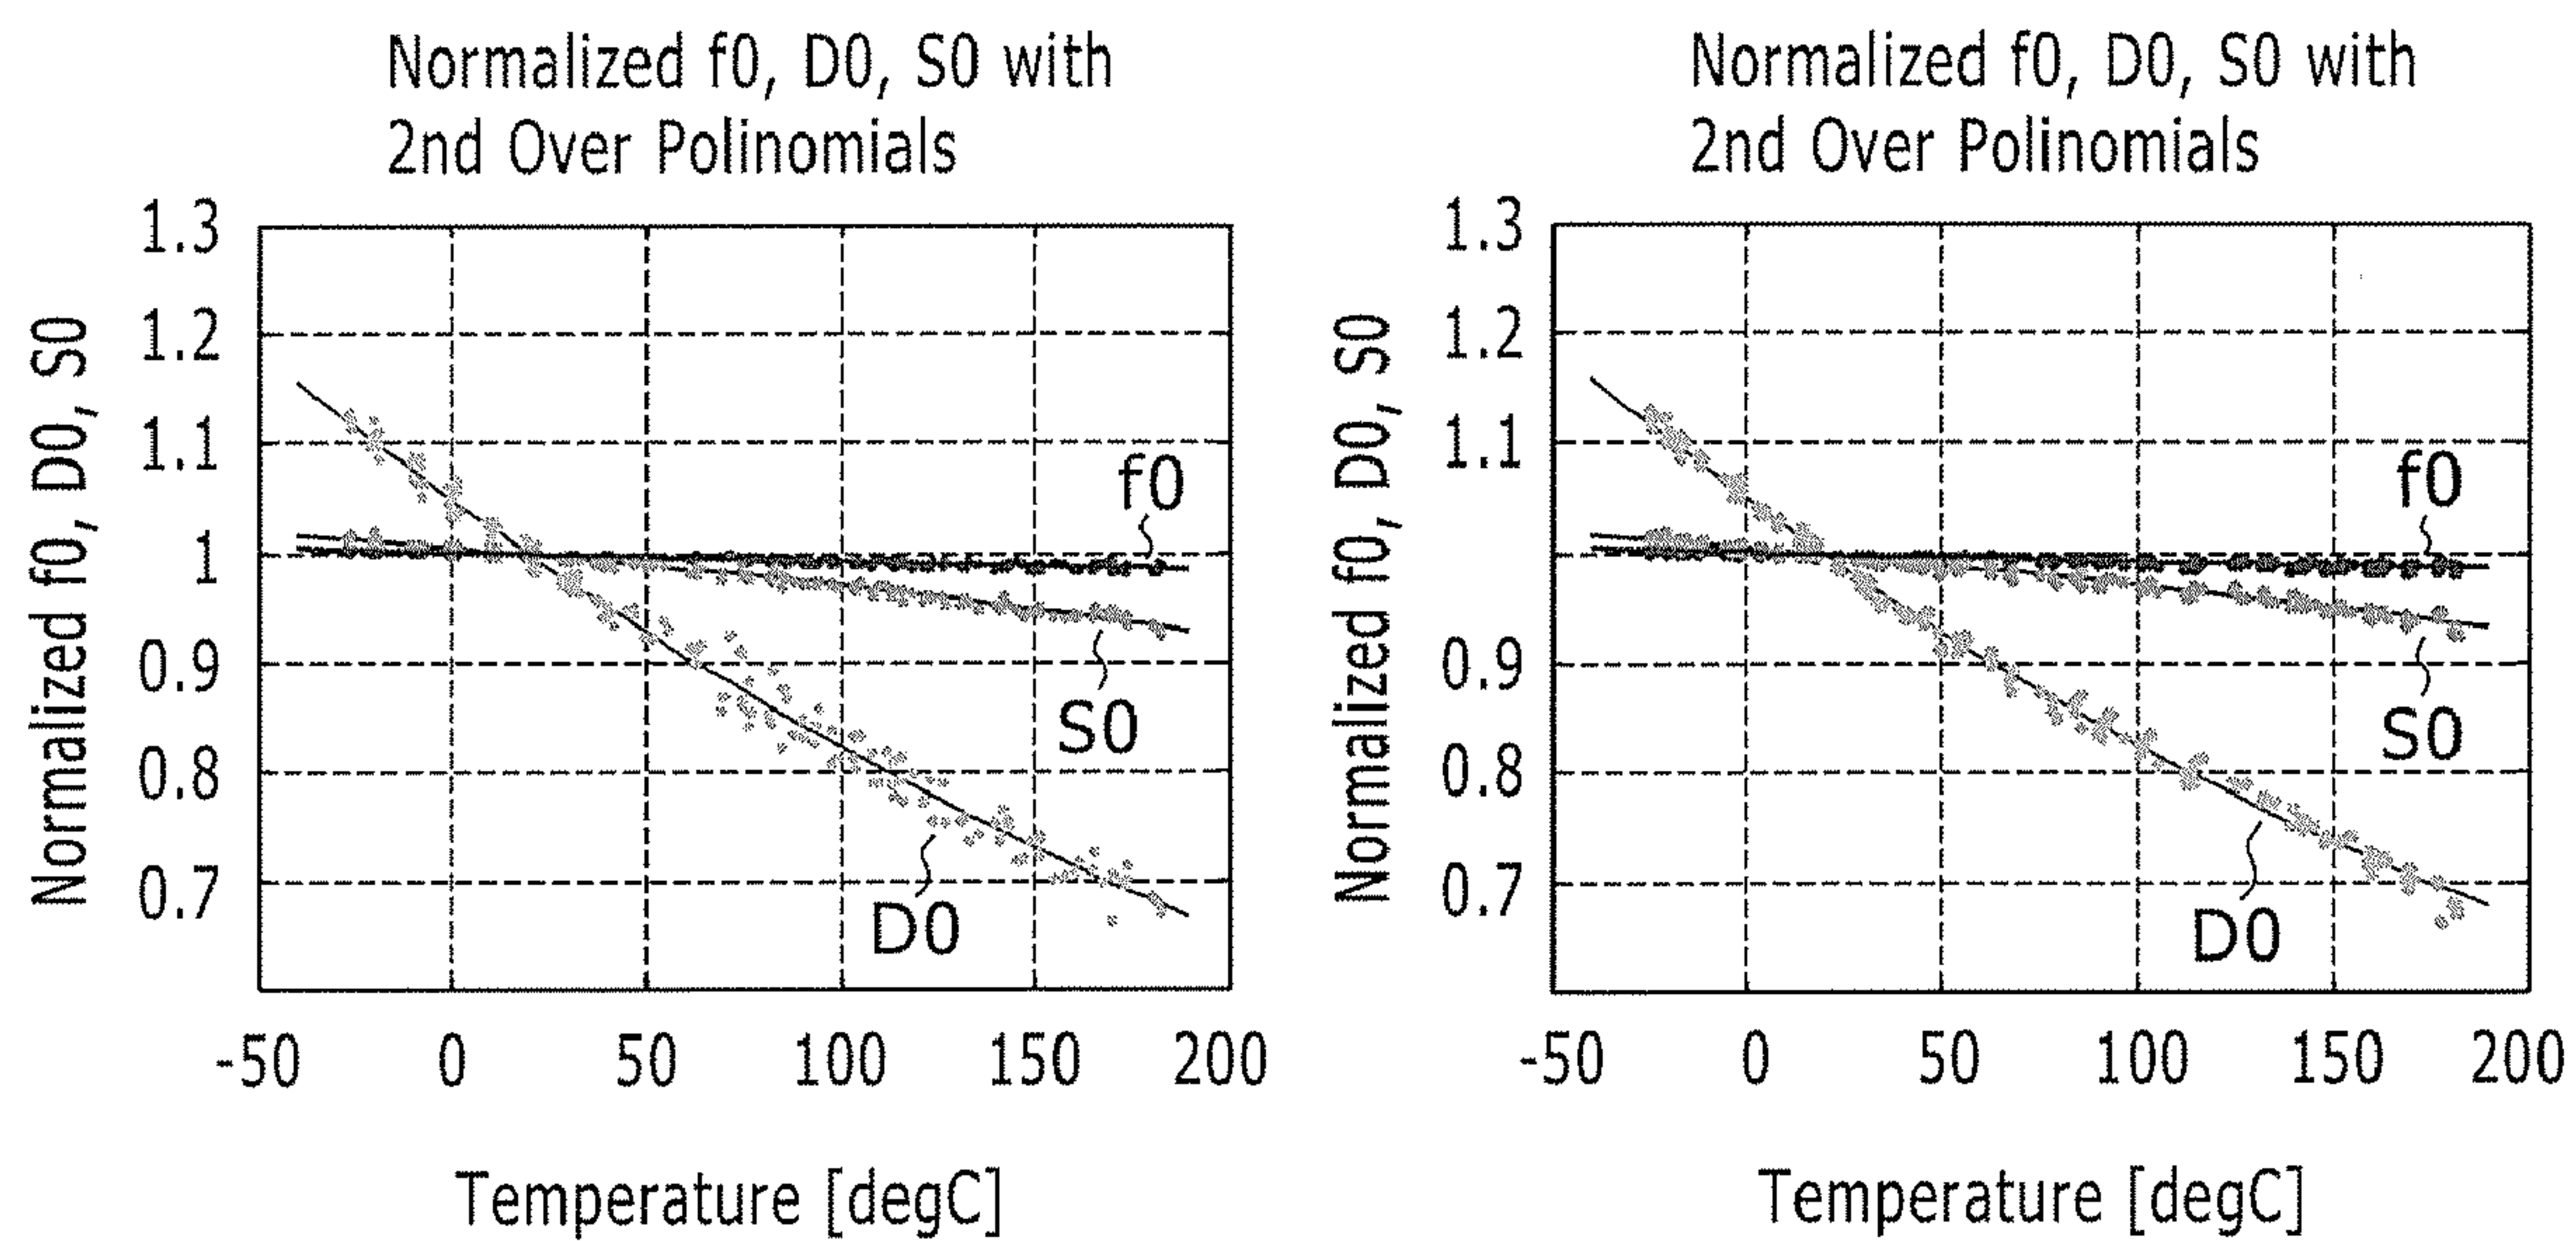 Normalized f0, D0, S0 with
2nd Over Polinomials
Normalized f0, D0, S0
1.3
1.2
1.1
1
0.9
0.8
0.7
f0
S0
D0
-50 0 50 100 150 200
Temperature [degC]
Normalized f0, D0, S0 with
2nd Over Polinomials
Normalized f0, D0, S0
1.3
1.2
1.1
1
0.9
0.8
0.7
f0
S0
D0
-50 0 50 100 150 200
Temperature [degC]